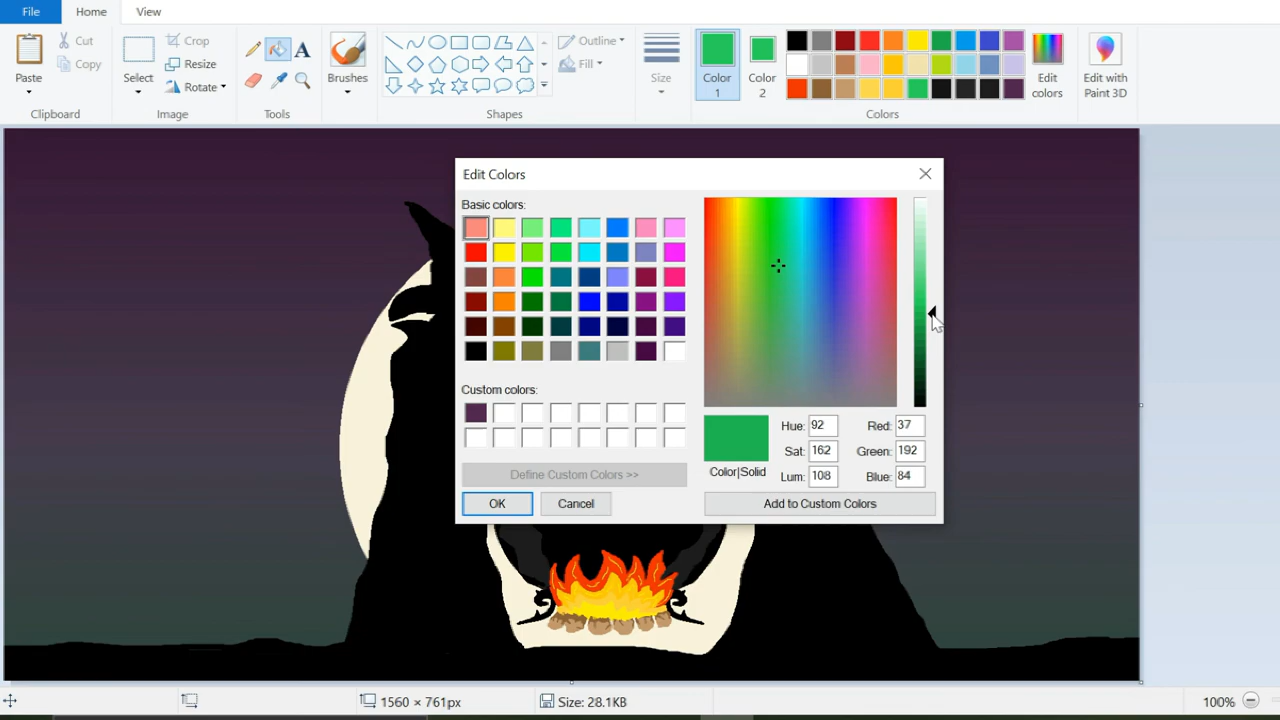 File Home View
Paste
Cut
Copy
Clipboard
Select
Crop
Resize
Rotate
Image
A
Tools
Brushes
Outline
Fill
Shapes
Size
Color 1
Color 2
Edit colors
Colors
Edit with Paint 3D
Edit Colors
Basic colors:
Custom colors:
Define Custom Colors >>
OK Cancel
Color|Solid
Hue: 92 Red: 37
Sat: 162 Green: 192
Lum: 108 Blue: 84
Add to Custom Colors
1560 × 761px Size: 28.1KB 100%